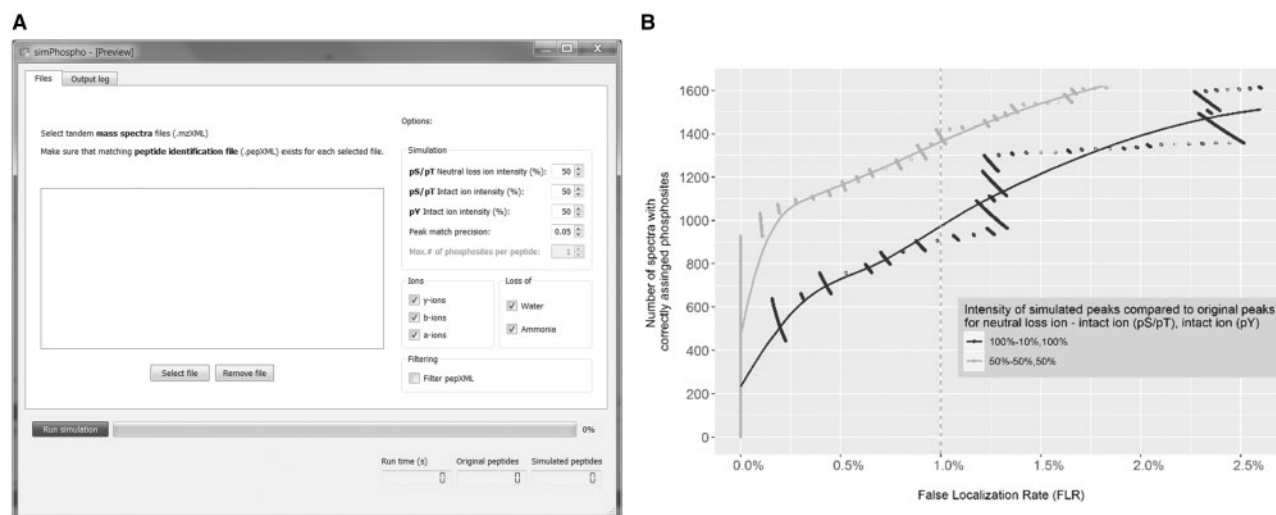 A
simPhospho - [Preview]
Files
Output log
Select tandem mass spectra files (.mzXML)
Make sure that matching peptide identification file (.pepXML) exists for each selected file.
Select file
Remove file
Options:
Simulation
pS/pT Neutral loss ion intensity (%): 50
pS/pT Intact ion intensity (%): 50
pY Intact ion intensity (%): 50
Peak match precision: 0.05
Max.# of phosphosites per peptide: 1
Ions
y-ions
b-ions
a-ions
Loss of
Water
Ammonia
Filtering
Filter pepXML
Run simulation
0%
Run time (s)
0
Original peptides
0
Simulated peptides
0
B
Number of spectra with
correctly assinged phosphosites
1600
1400
1200
1000
800
600
400
200
0
Intensity of simulated peaks compared to original peaks
for neutral loss ion - intact ion (pS/pT), intact ion (pY)
100%-10%,100%
50%-50%,50%
0.0% 0.5% 1.0% 1.5% 2.0% 2.5%
False Localization Rate (FLR)